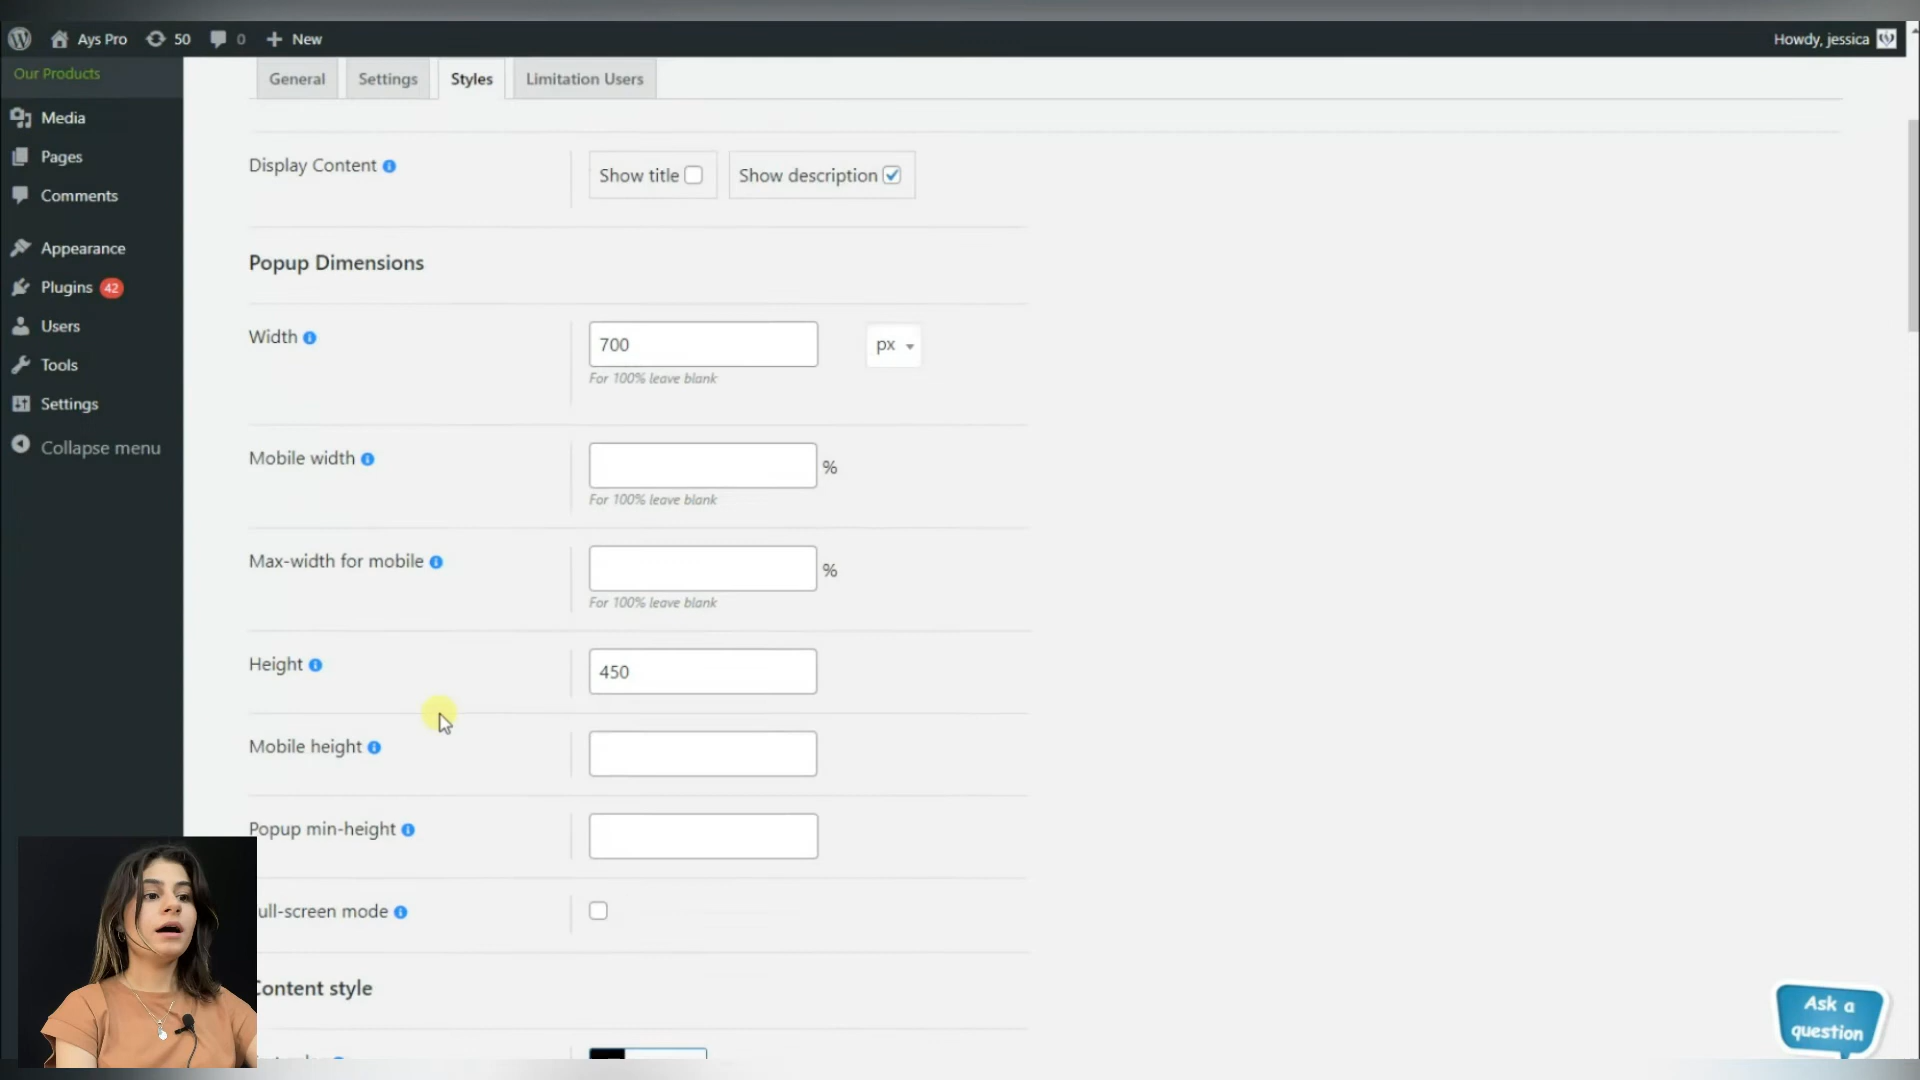 Ays Pro 50 0 New Howdy, jessica
Our Products
General Settings Styles Limitation Users
Media
Pages
Comments
Appearance
Plugins 42
Users
Tools
Settings
Collapse menu
Display Content Show title Show description
Popup Dimensions
Width 700 px
For 100% leave blank
Mobile width %
For 100% leave blank
Max-width for mobile %
For 100% leave blank
Height 450
Mobile height
Popup min-height
ull-screen mode
Content style
Ask a
question